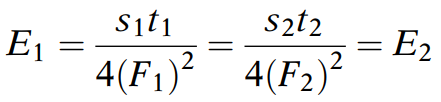 E₁ = s₁t₁ / 4(F₁)² = s₂t₂ / 4(F₂)² = E₂